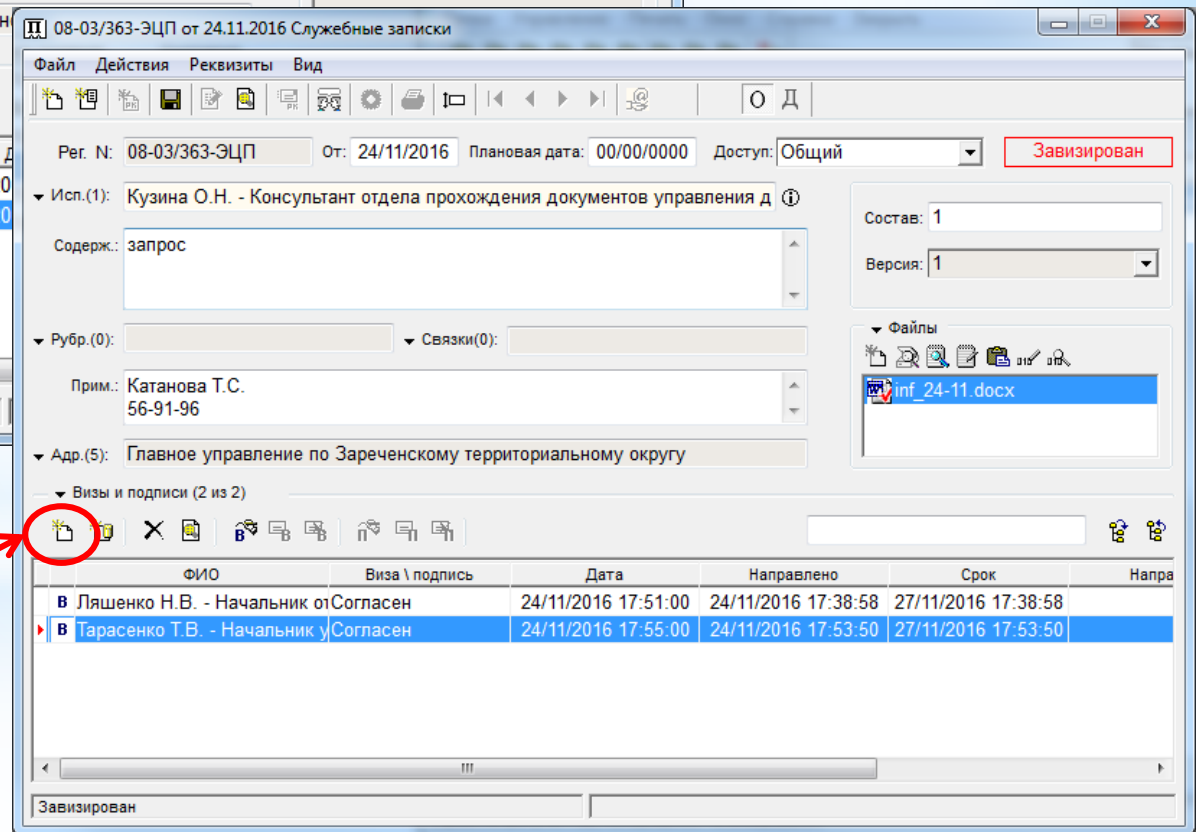 08-03/363-ЭЦП от 24.11.2016 Служебные записки
Файл Действия Реквизиты Вид
О Д
Рег. N: 08-03/363-ЭЦП От: 24/11/2016 Плановая дата: 00/00/0000 Доступ: Общий Завизирован
Исп.(1): Кузина О.Н. - Консультант отдела прохождения документов управления д
Состав: 1
Содерж.: запрос
Версия: 1
Рубр.(0): Связки(0):
Файлы
Прим.: Катанова Т.С.
56-91-96
inf_24-11.docx
Адр.(5): Главное управление по Зареченскому территориальному округу
Визы и подписи (2 из 2)
ФИО Виза \ подпись Дата Направлено Срок Напра
В Ляшенко Н.В. - Начальник от Согласен 24/11/2016 17:51:00 24/11/2016 17:38:58 27/11/2016 17:38:58
В Тарасенко Т.В. - Начальник у Согласен 24/11/2016 17:55:00 24/11/2016 17:53:50 27/11/2016 17:53:50
Завизирован